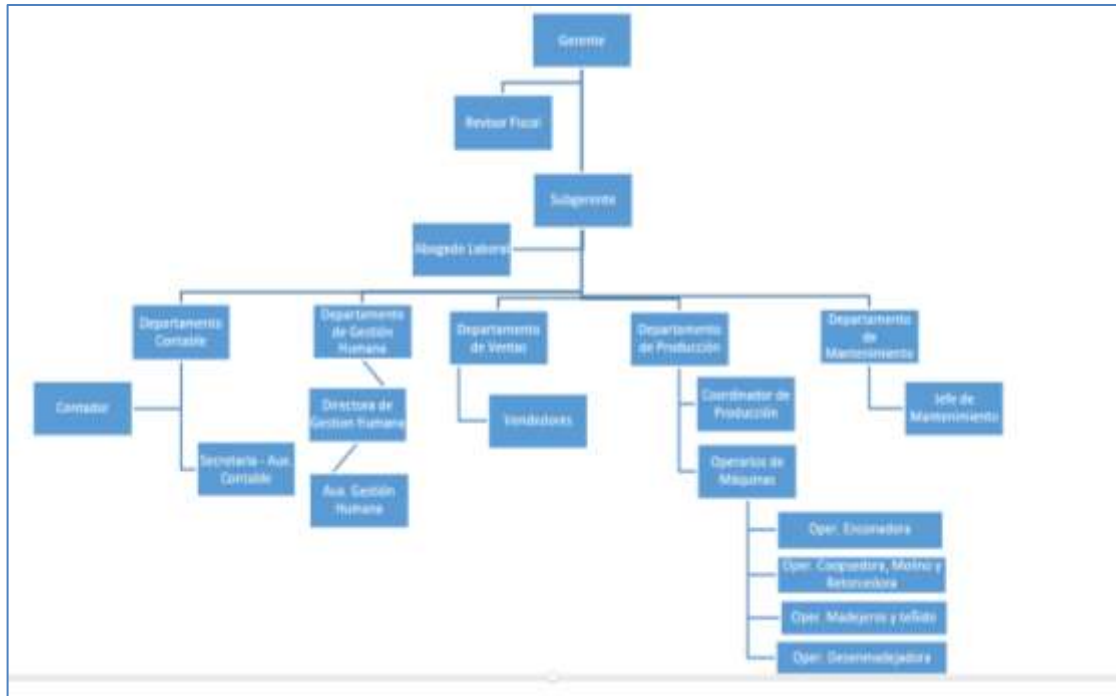 Gerente
Revisor Fiscal
Subgerente
Abogado Laboral
Departamento
Contable
Departamento
de Gestión
Humana
Departamento
de Ventas
Departamento
de Producción
Departamento
de
Mantenimiento
Contador
Secretaria - Aux.
Contable
Directora de
Gestion Humana
Aux. Gestión
Humana
Vendedores
Coordinador de
Producción
Operarios de
Máquinas
Oper. Enconadora
Oper. Molino y
Retorcedora
Oper. Madejeros y teñido
Oper. Desenmadejadora
Jefe de
Mantenimiento